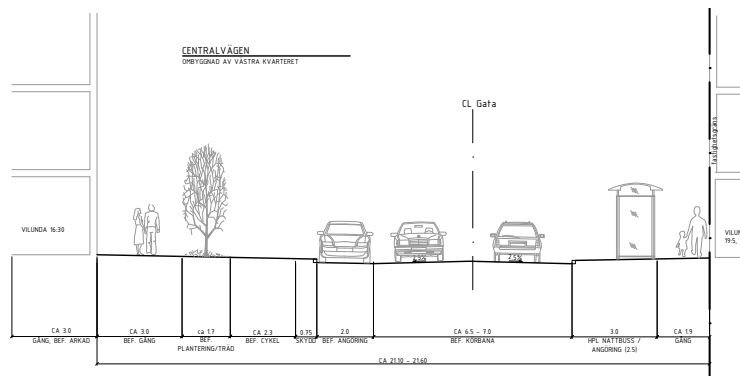 CENTRALVÄGEN
OMBYGGNAD AV VÄSTRA KVARTERET
CL Gata
fastighetsgräns
VILUNDA 16:30
VILUN
19:5,
2.5%
2.5%
CA 3.0
GÅNG, BEF. ARKAD
CA 3.0
BEF. GÅNG
ca 1.7
BEF.
PLANTERING/TRÄD
CA 2.3
BEF. CYKEL
0.75
SKYDD
2.0
BEF. ANGÖRING
CA 6.5 - 7.0
BEF. KÖRBANA
3.0
HPL NATTBUSS /
ANGÖRING (2.5)
CA 1.9
GÅNG
CA 21.10 - 21.60